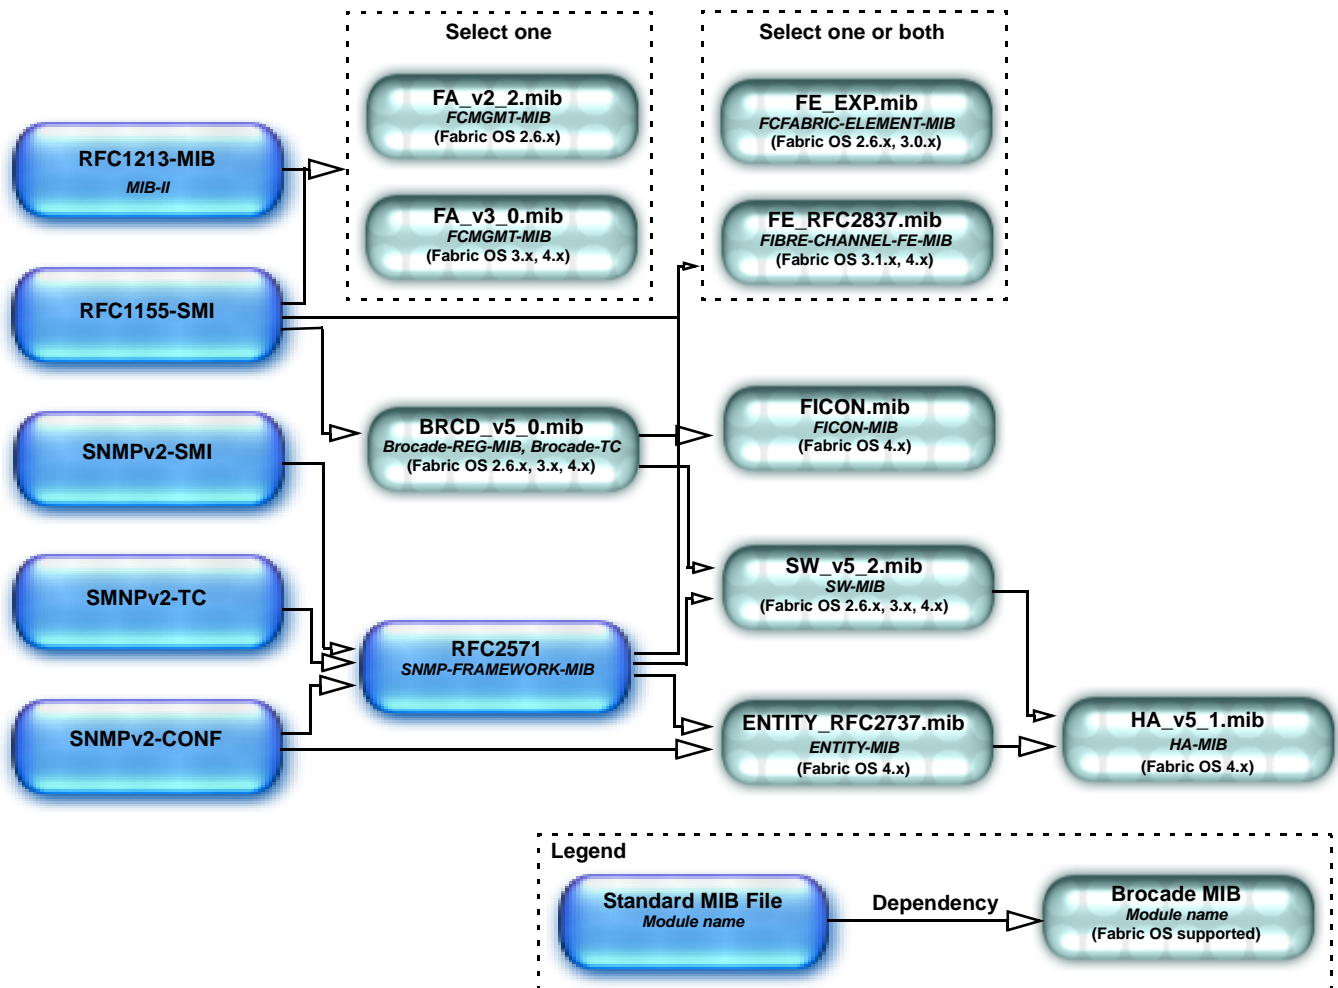 Select one
FA_v2_2.mib
FCMGMT-MIB
(Fabric OS 2.6.x)
FA_v3_0.mib
FCMGMT-MIB
(Fabric OS 3.x, 4.x)
Select one or both
FE_EXP.mib
FCFABRIC-ELEMENT-MIB
(Fabric OS 2.6.x, 3.0.x)
FE_RFC2837.mib
FIBRE-CHANNEL-FE-MIB
(Fabric OS 3.1.x, 4.x)
RFC1213-MIB
MIB-II
RFC1155-SMI
SNMPv2-SMI
SMNPv2-TC
SNMPv2-CONF
BRCD_v5_0.mib
Brocade-REG-MIB, Brocade-TC
(Fabric OS 2.6.x, 3.x, 4.x)
RFC2571
SNMP-FRAMEWORK-MIB
FICON.mib
FICON-MIB
(Fabric OS 4.x)
SW_v5_2.mib
SW-MIB
(Fabric OS 2.6.x, 3.x, 4.x)
ENTITY_RFC2737.mib
ENTITY-MIB
(Fabric OS 4.x)
HA_v5_1.mib
HA-MIB
(Fabric OS 4.x)
Legend
Standard MIB File
Module name
Dependency
Brocade MIB
Module name
(Fabric OS supported)